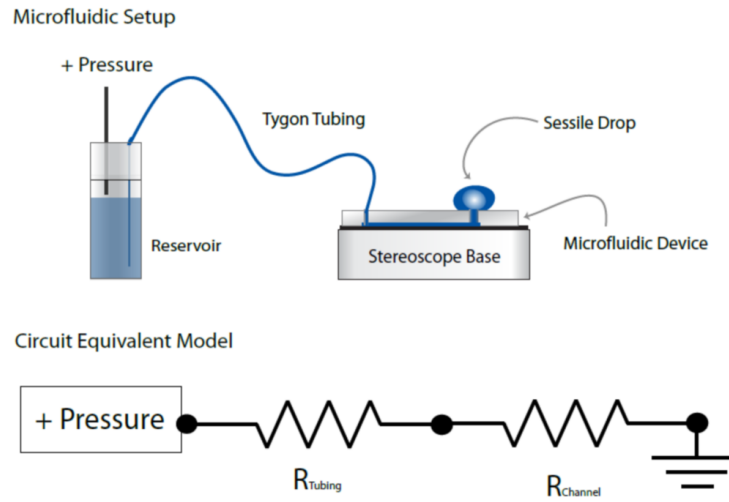 Microfluidic Setup
+ Pressure
Tygon Tubing
Sessile Drop
Reservoir
Stereoscope Base
Microfluidic Device
Circuit Equivalent Model
+ Pressure
RTubing
RChannel